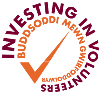 INVESTING IN VOLUNTEERS
BUDDSODDI MEWN GWIRFODDOLWYR